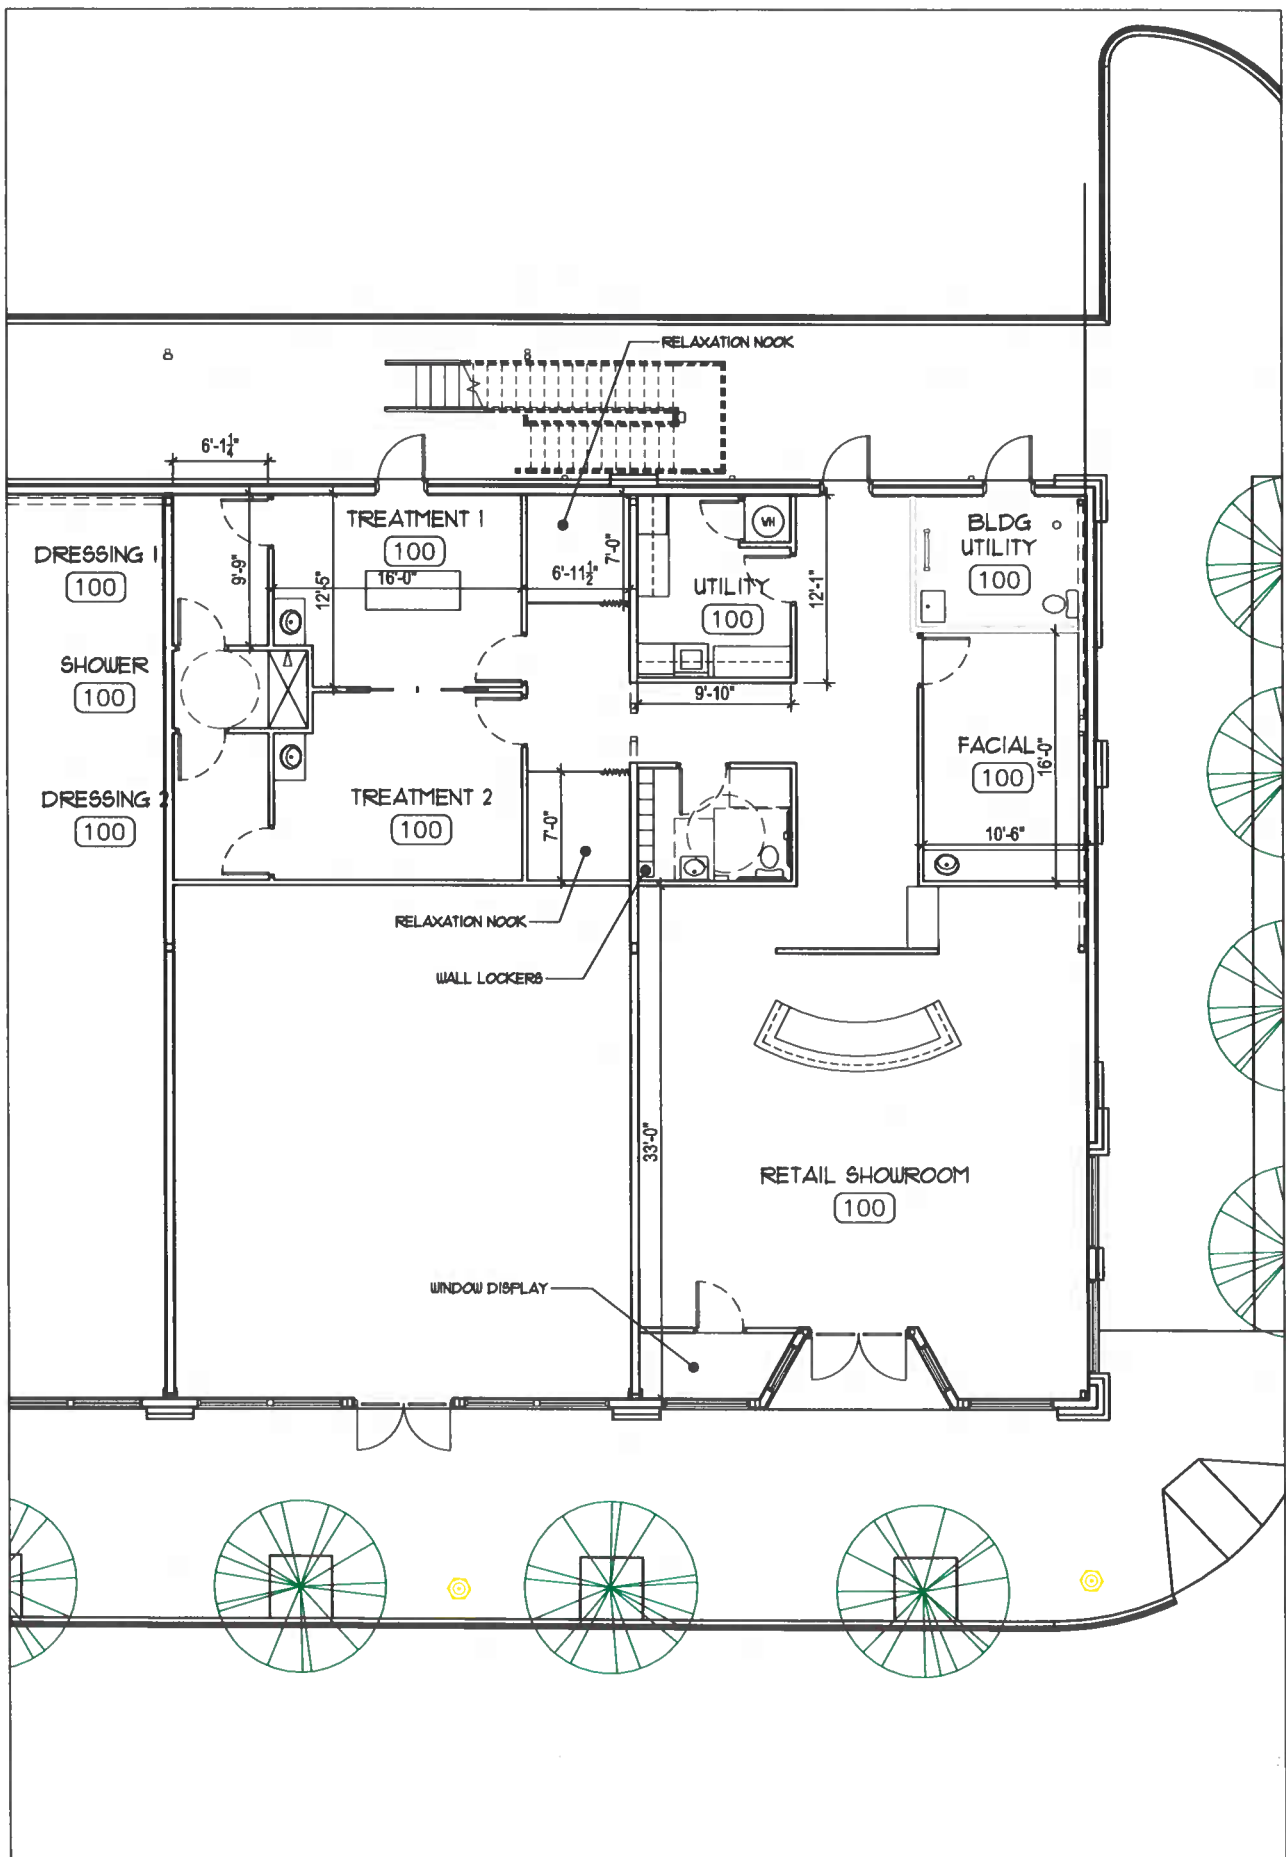 RELAXATION NOOK
6'-1¼"
TREATMENT 1
100
BLDG
UTILITY
100
DRESSING 1
100
9'-9"
12'-5"
16'-0"
6'-11½"
7'-0"
UTILITY
100
WH
12'-1"
SHOWER
100
9'-10"
FACIAL
100
16'-0"
DRESSING 2
100
TREATMENT 2
100
7'-0"
10'-6"
RELAXATION NOOK
WALL LOCKERS
33'-0"
RETAIL SHOWROOM
100
WINDOW DISPLAY